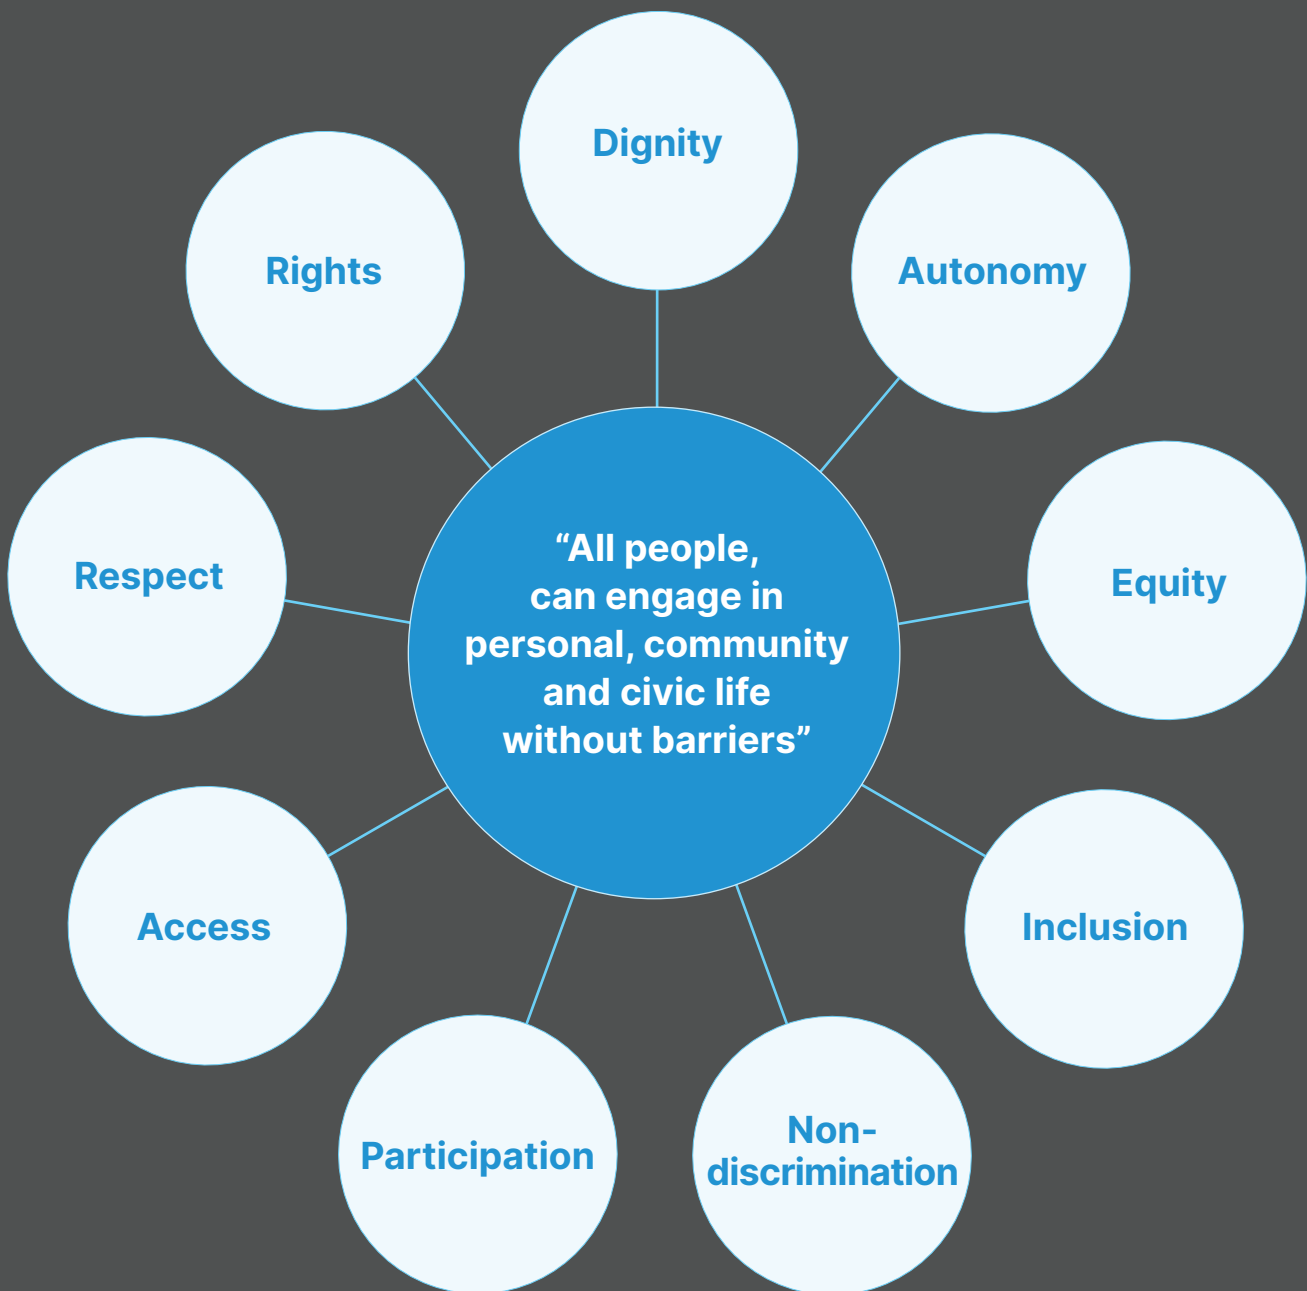 Dignity
Rights
Autonomy
“All people,
can engage in
personal, community
and civic life
without barriers”
Respect
Equity
Access
Inclusion
Participation
Non-
discrimination